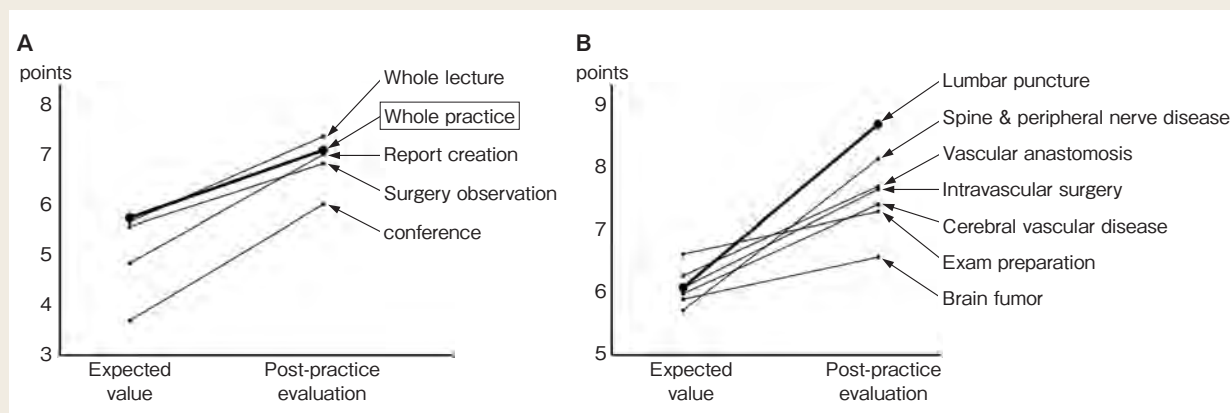 A
points
8
7
6
5
4
3
Whole lecture
Whole practice
Report creation
Surgery observation
conference
Expected
value
Post-practice
evaluation
B
points
9
8
7
6
5
Lumbar puncture
Spine & peripheral nerve disease
Vascular anastomosis
Intravascular surgery
Cerebral vascular disease
Exam preparation
Brain fumor
Expected
value
Post-practice
evaluation